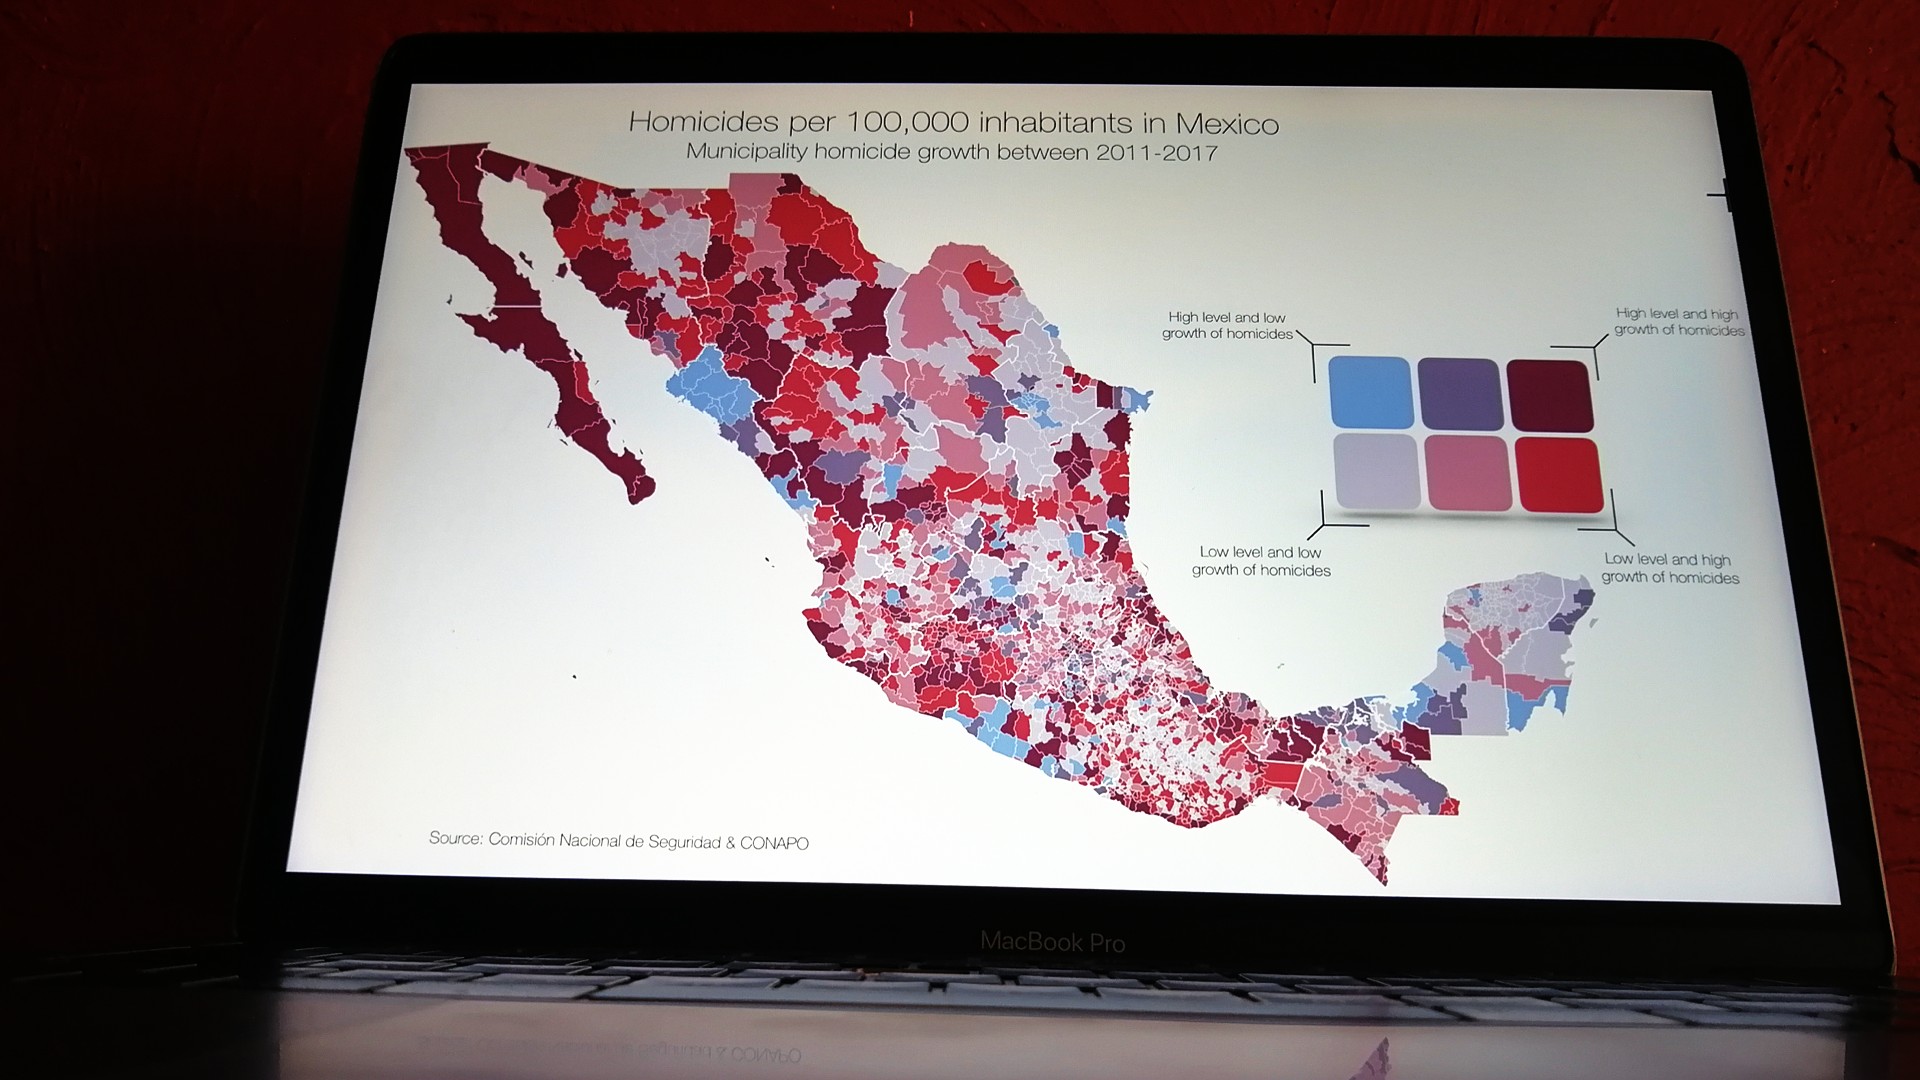 Homicides per 100,000 inhabitants in Mexico
Municipality homicide growth between 2011-2017
High level and low
growth of homicides
High level and high
growth of homicides
Low level and low
growth of homicides
Low level and high
growth of homicides
Source: Comisión Nacional de Seguridad & CONAPO
MacBook Pro